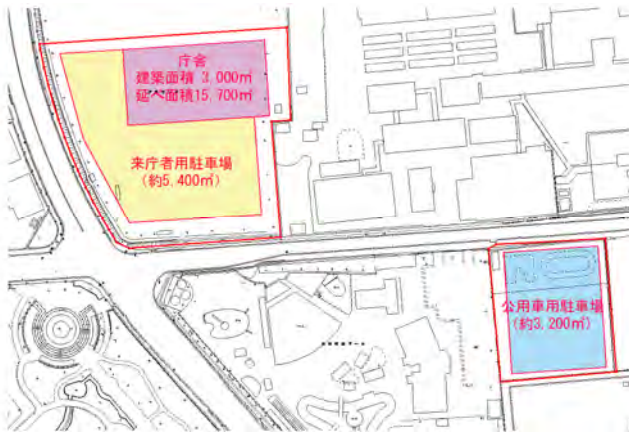 庁舎
建築面積 3,000㎡
延べ面積15,700㎡
来庁者用駐車場
(約5,400㎡)
公用車用駐車場
(約3,200㎡)